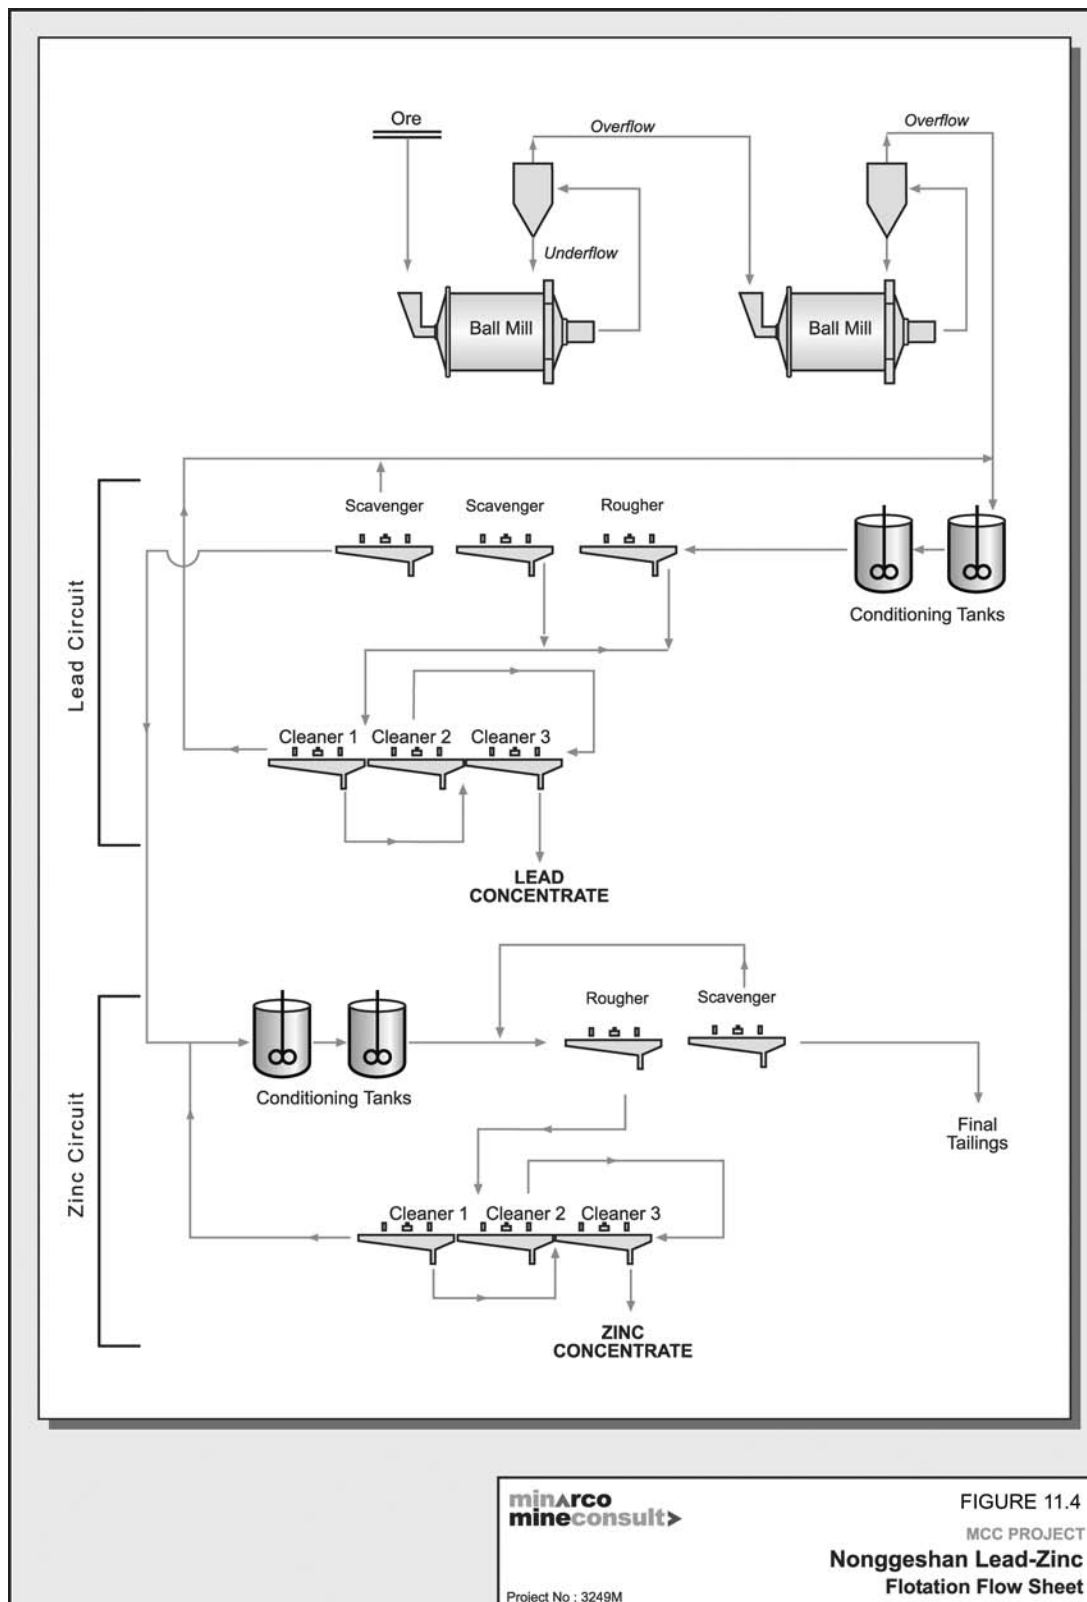 Ore
Overflow
Overflow
Underflow
Ball Mill
Ball Mill
Lead Circuit
Scavenger
Scavenger
Rougher
Conditioning Tanks
Cleaner 1
Cleaner 2
Cleaner 3
LEAD
CONCENTRATE
Zinc Circuit
Rougher
Scavenger
Conditioning Tanks
Final
Tailings
Cleaner 1
Cleaner 2
Cleaner 3
ZINC
CONCENTRATE
minarco
mineconsult
FIGURE 11.4
MCC PROJECT
Nonggeshan Lead-Zinc
Flotation Flow Sheet
Project No : 3249M